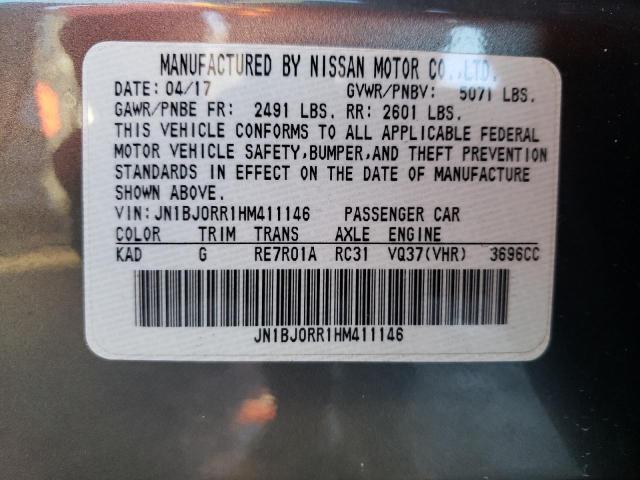 MANUFACTURED BY NISSAN MOTOR CO.,LTD.
DATE: 04/17 GVWR/PNBV: 5071 LBS.
GAWR/PNBE FR: 2491 LBS. RR: 2601 LBS.
THIS VEHICLE CONFORMS TO ALL APPLICABLE FEDERAL
MOTOR VEHICLE SAFETY,BUMPER,AND THEFT PREVENTION
STANDARDS IN EFFECT ON THE DATE OF MANUFACTURE
SHOWN ABOVE.
VIN:JN1BJ0RR1HM411146 PASSENGER CAR
COLOR TRIM TRANS AXLE ENGINE
KAD G RE7R01A RC31 VQ37(VHR) 3696CC
JN1BJ0RR1HM411146